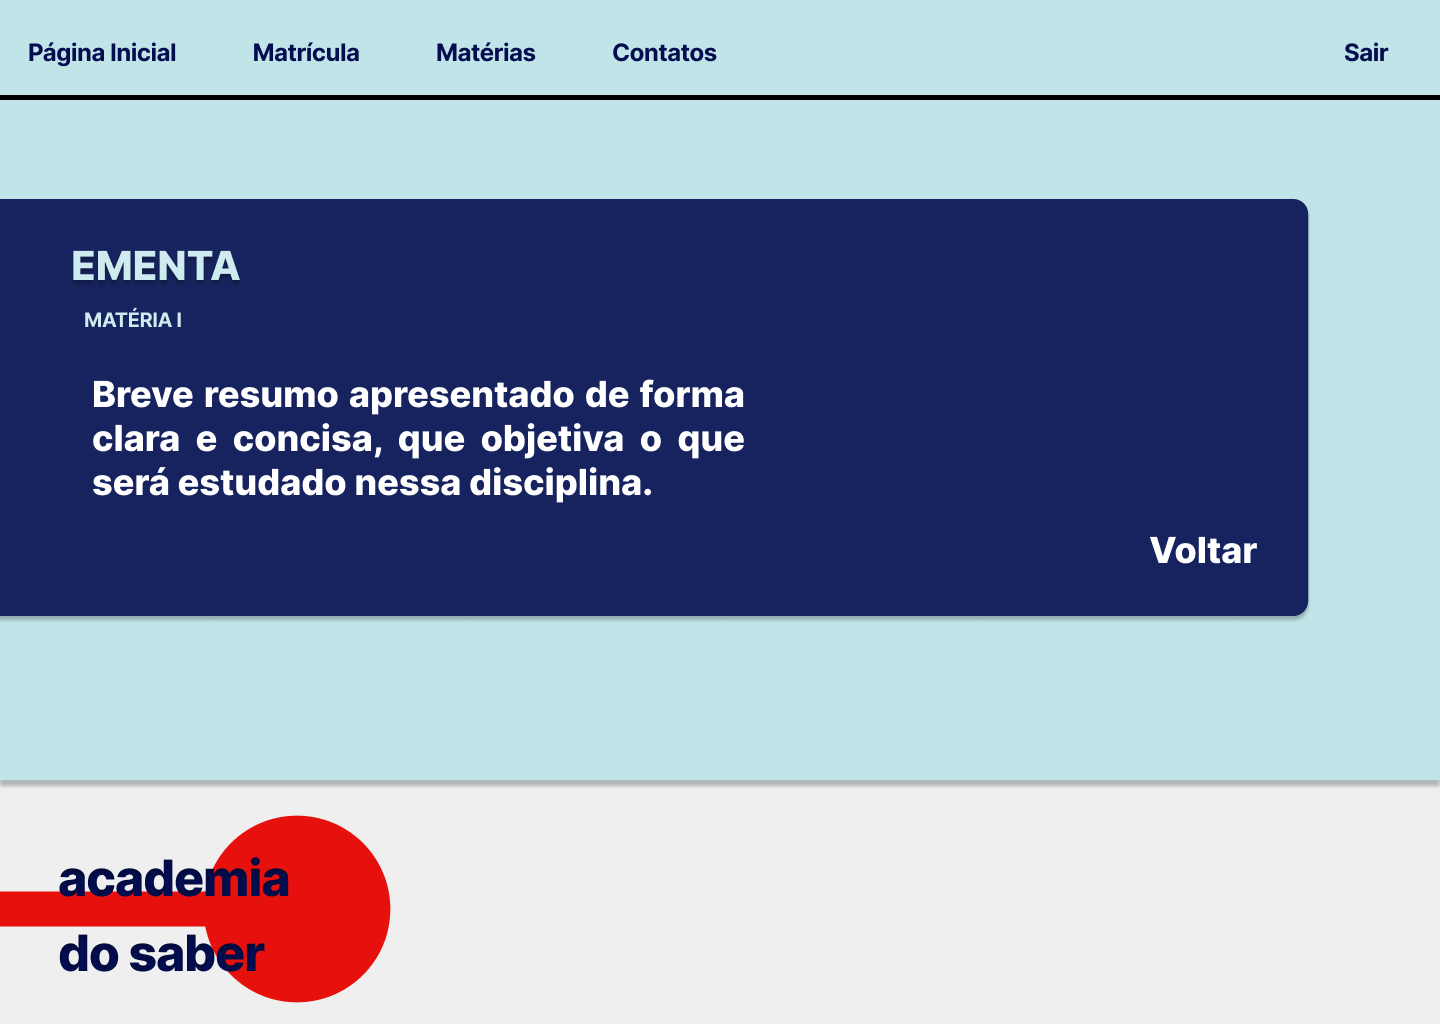 Página Inicial Matrícula Matérias Contatos Sair
EMENTA
MATÉRIA I
Breve resumo apresentado de forma
clara e concisa, que objetiva o que
será estudado nessa disciplina.
Voltar
academia
do saber